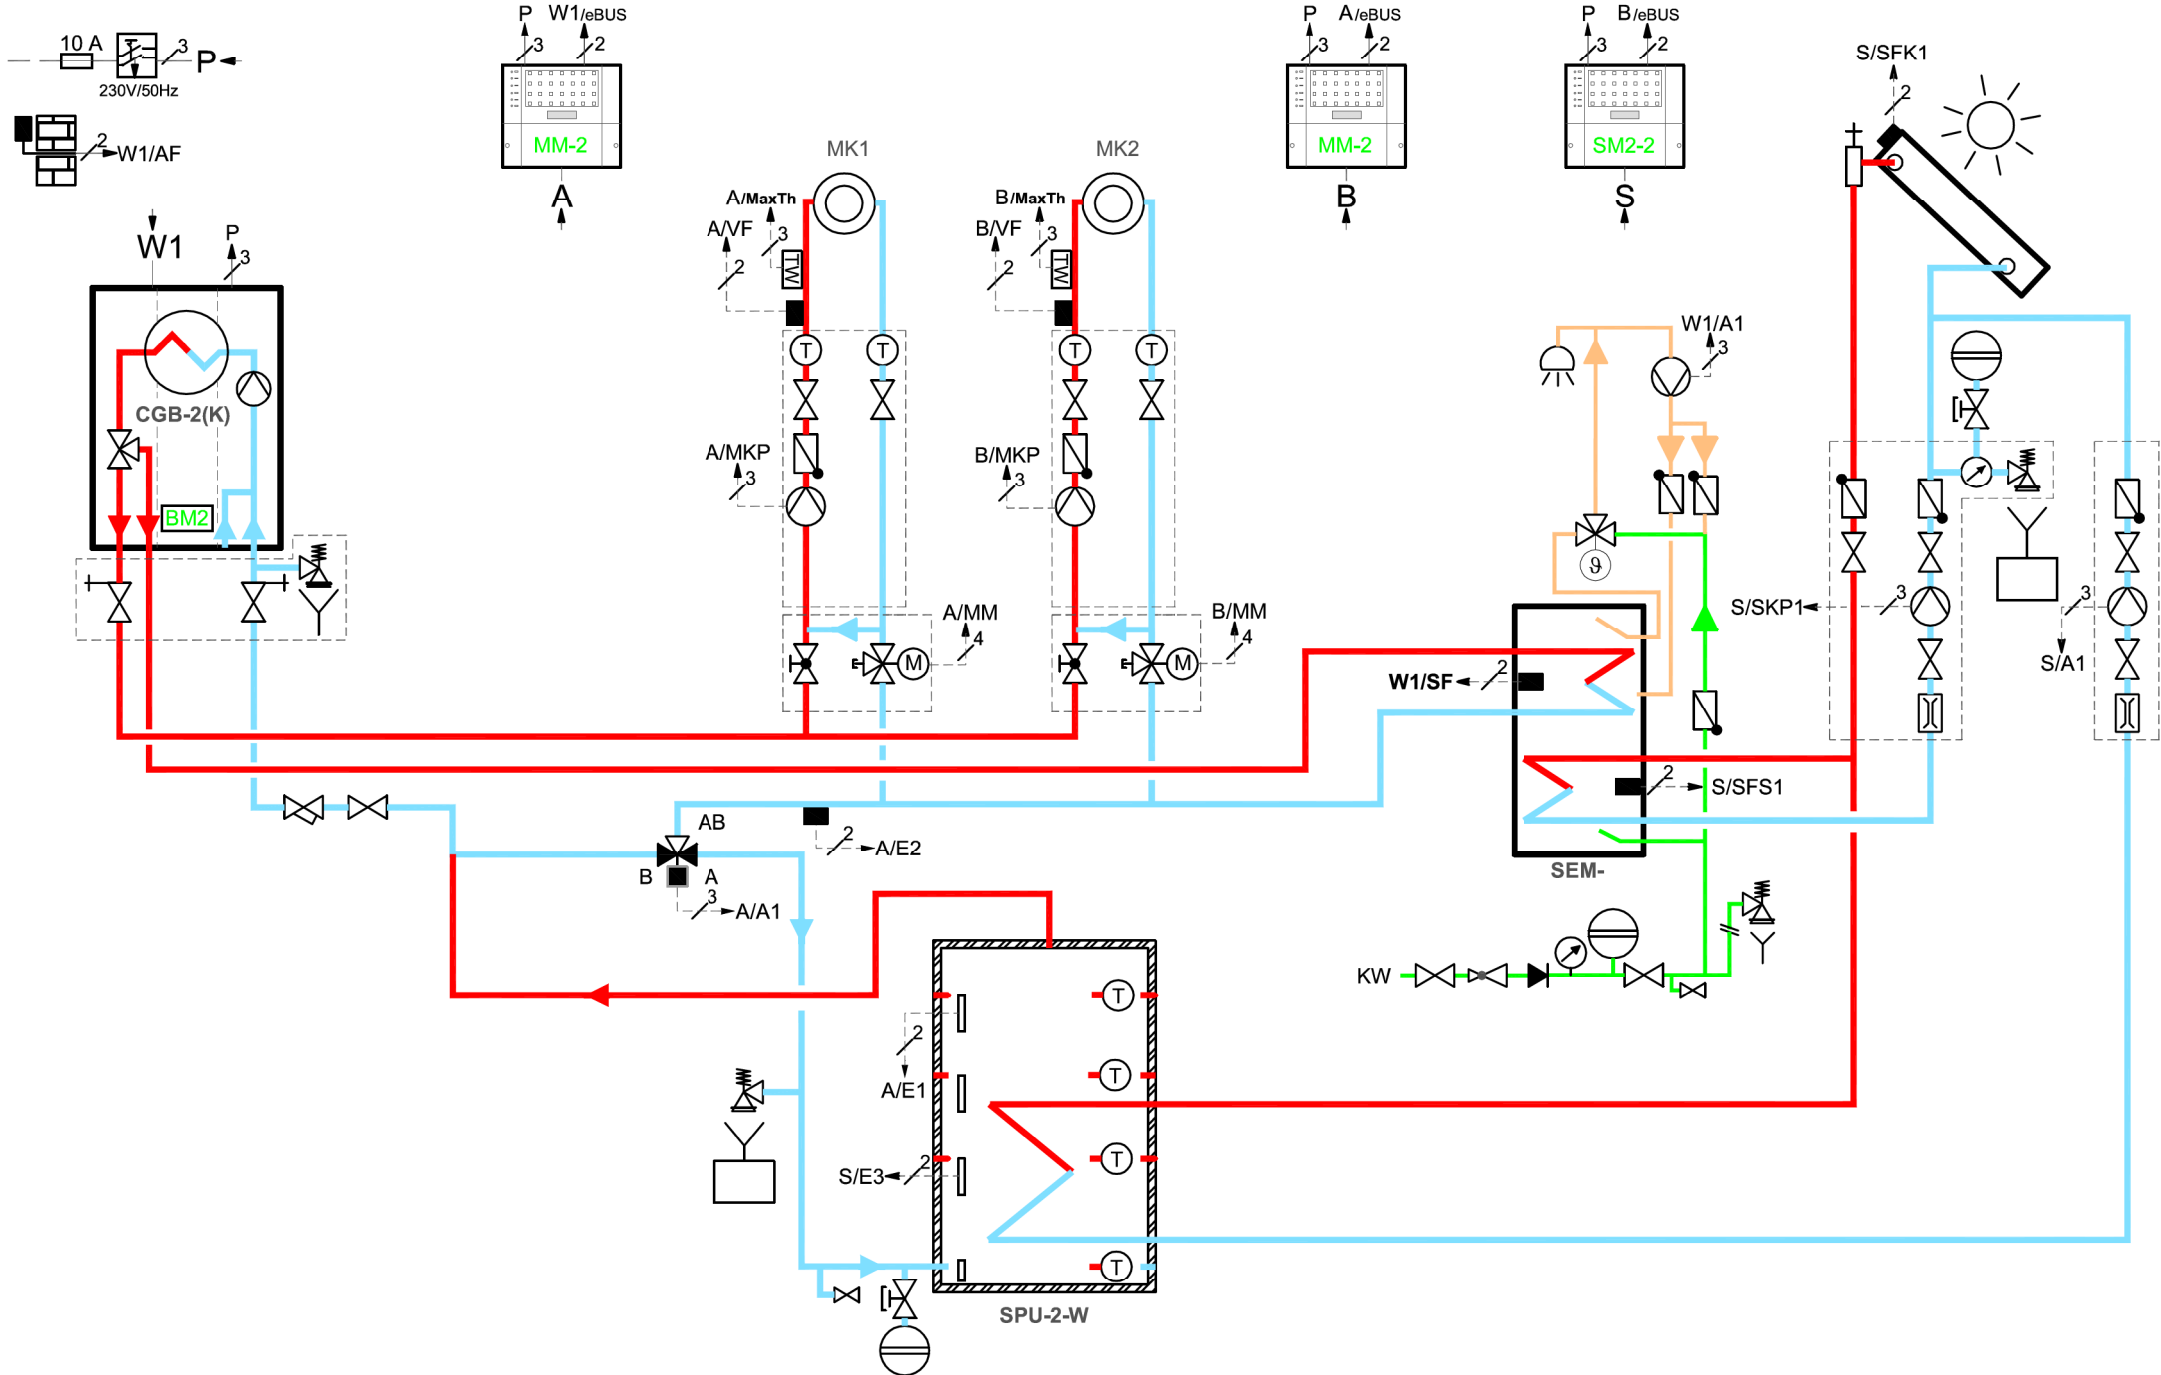 P W1/eBUS P A/eBUS P B/eBUS
10 A 3 P 3 2 3 2 3 2 S/SFK1
230V/50Hz 2
MM-2 MM-2 SM2-2
2 W1/AF MK1 MK2
A B S
A/MaxTh B/MaxTh
W1 P A/VF 3 B/VF 3
3 2 TW 2 TW
W1/A1
3
T T T T
CGB-2(K)
A/MKP B/MKP
3 3
BM2
ϑ
A/MM B/MM S/SKP1 3 3
4 4
M M S/A1
W1/SF 2
2 S/SFS1
AB
2 A/E2
B A SEM-
3 A/A1
KW
T
2
A/E1 T
S/E3 2 T
T
SPU-2-W